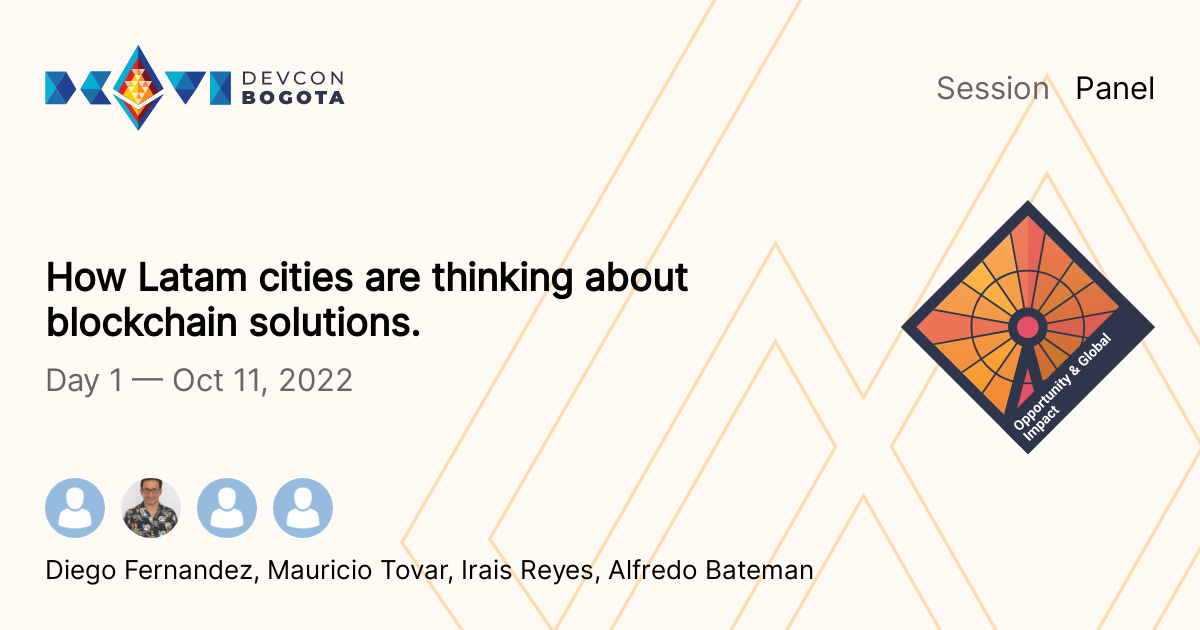 DEVCON
BOGOTA
Session Panel
How Latam cities are thinking about
blockchain solutions.
Day 1 — Oct 11, 2022
Opportunity & Global
Impact
Diego Fernandez, Mauricio Tovar, Irais Reyes, Alfredo Bateman